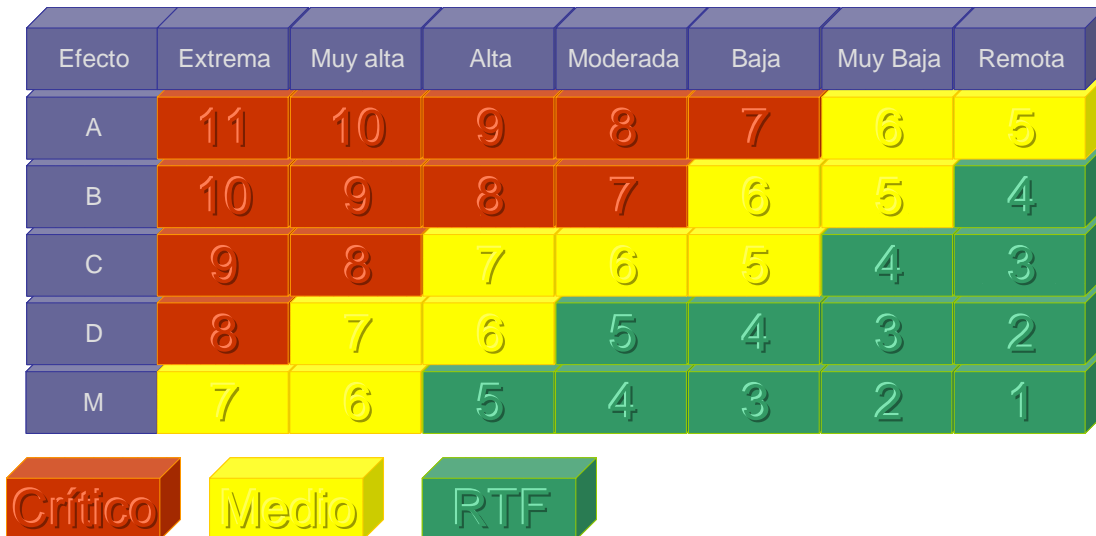 Efecto Extrema Muy alta Alta Moderada Baja Muy Baja Remota
A 11 10 9 8 7 6 5
B 10 9 8 7 6 5 4
C 9 8 7 6 5 4 3
D 8 7 6 5 4 3 2
M 7 6 5 4 3 2 1
Crítico Medio RTF